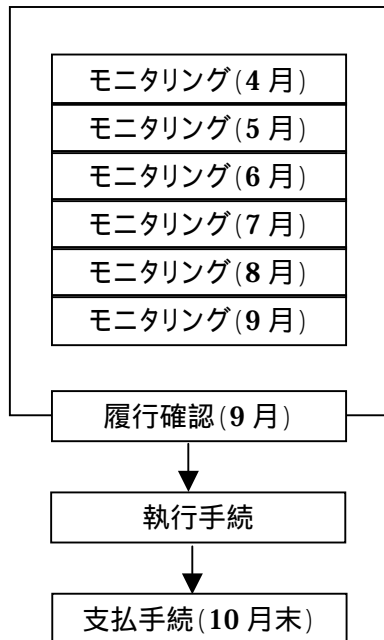 モニタリング(4月)
モニタリング(5月)
モニタリング(6月)
モニタリング(7月)
モニタリング(8月)
モニタリング(9月)
履行確認(9月)
執行手続
支払手続(10月末)